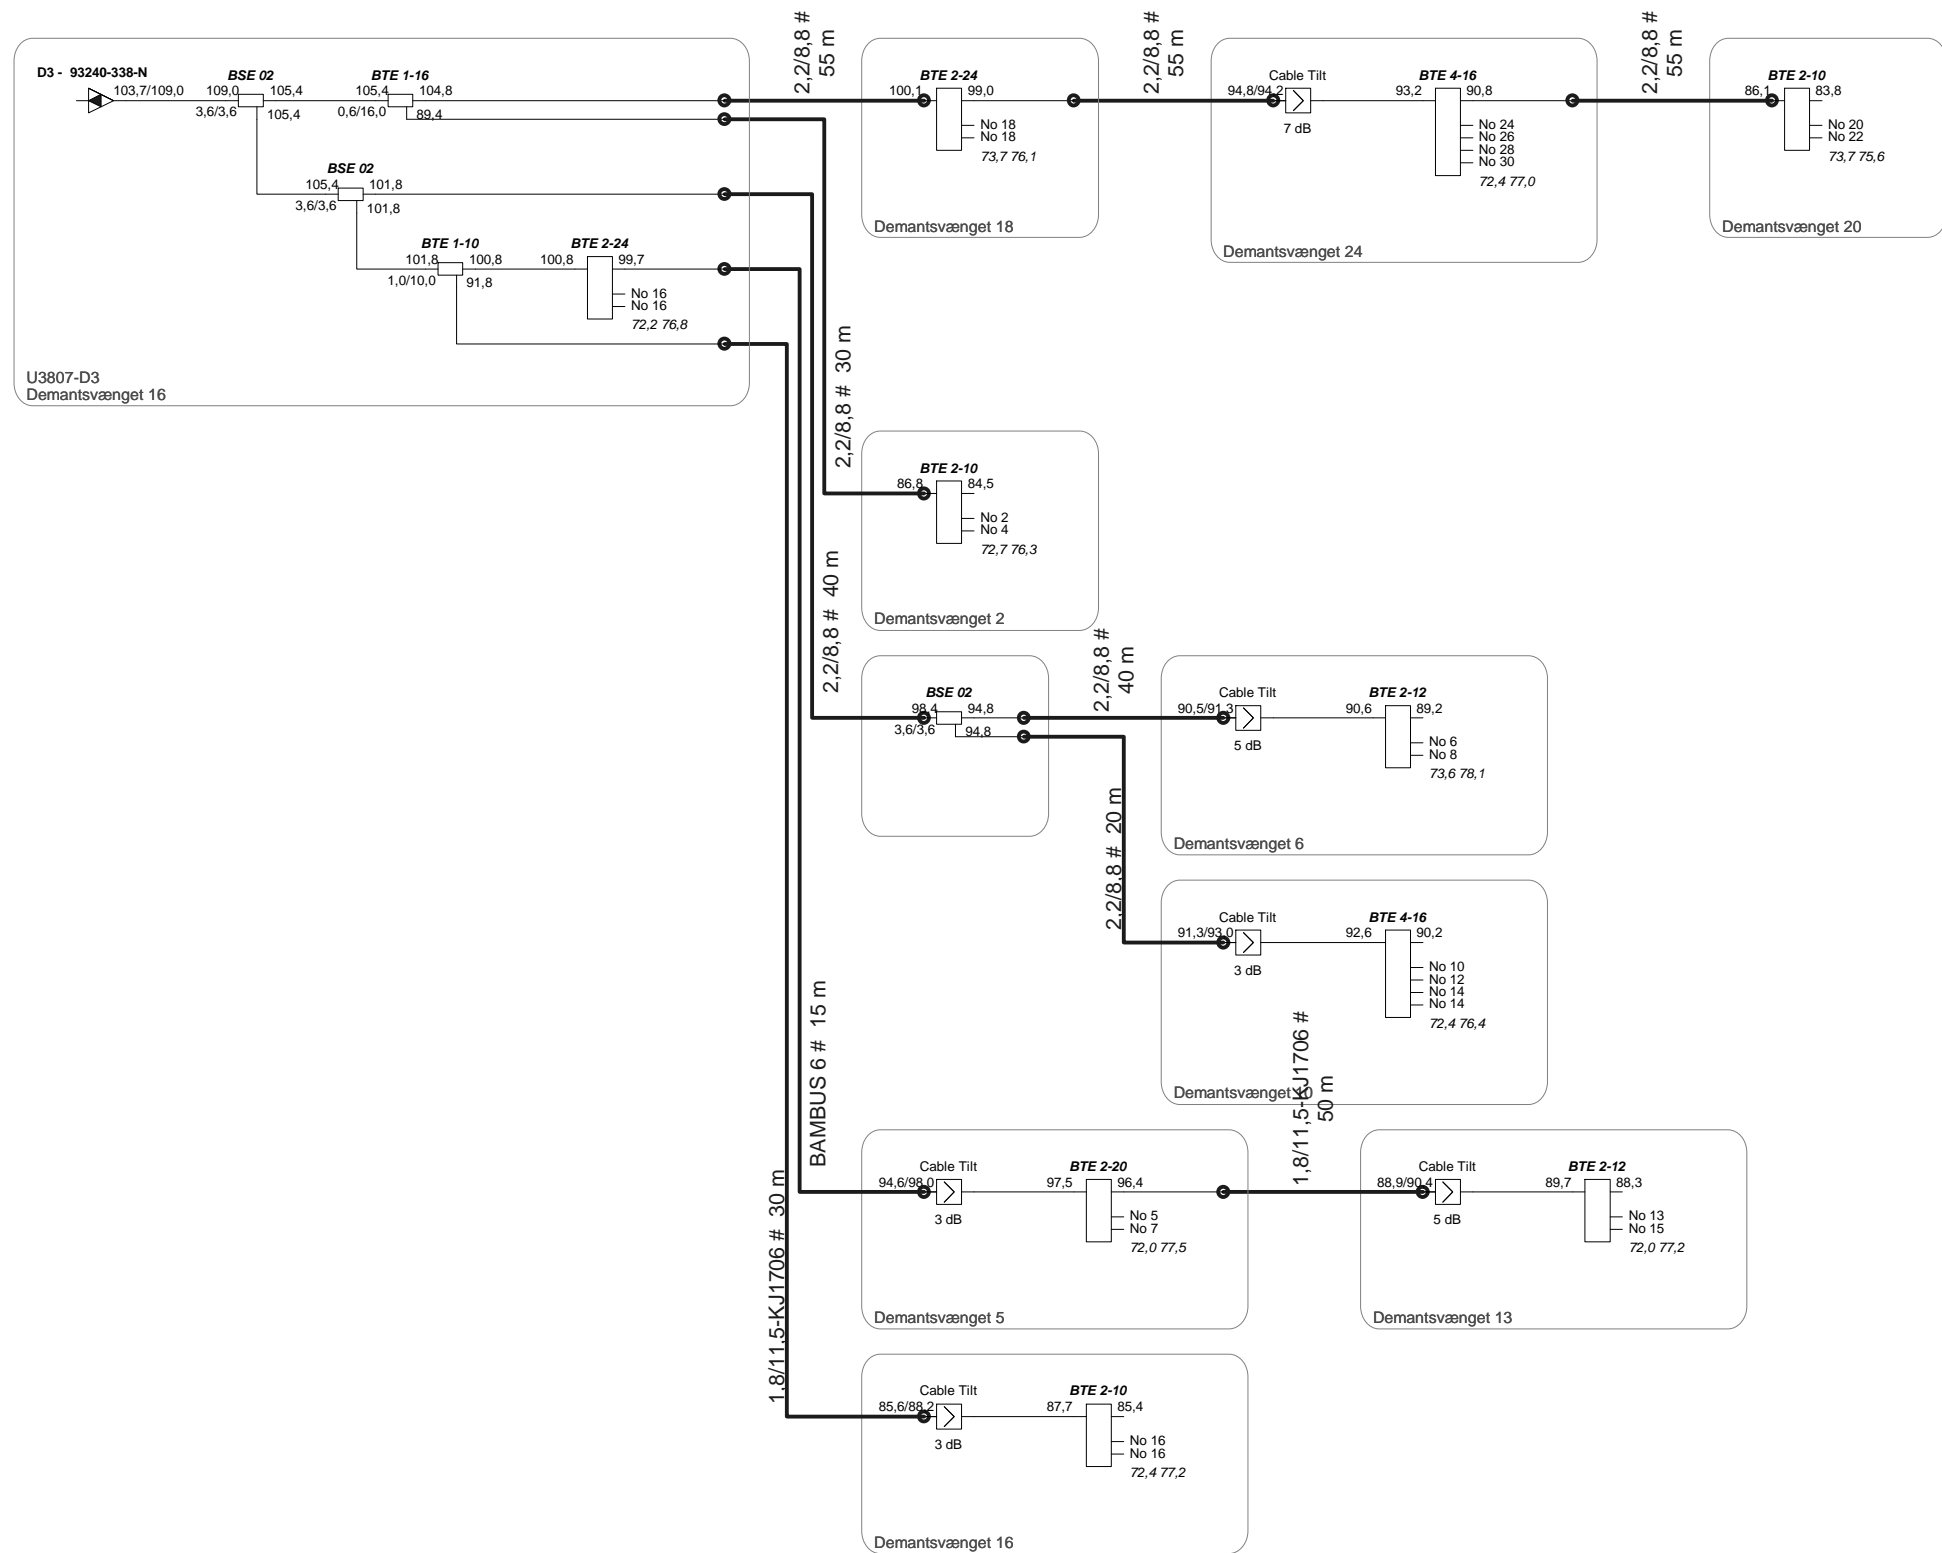 2,2/8,8 #
55 m
2,2/8,8 #
55 m
2,2/8,8 #
55 m
D3 - 93240-338-N
103,7/109,0
BSE 02
109,0
105,4
3,6/3,6
105,4
BTE 1-16
105,4
104,8
0,6/16,0
89,4
BSE 02
105,4
101,8
3,6/3,6
101,8
BTE 1-10
101,8
100,8
1,0/10,0
91,8
BTE 2-24
100,8
99,7
No 16
No 16
72,2 76,8
U3807-D3
Demantsvænget 16
BTE 2-24
100,1
99,0
No 18
No 18
73,7 76,1
Demantsvænget 18
Cable Tilt
94,8/94,2
7 dB
BTE 4-16
93,2
90,8
No 24
No 26
No 28
No 30
72,4 77,0
Demantsvænget 24
BTE 2-10
86,1
83,8
No 20
No 22
73,7 75,6
Demantsvænget 20
2,2/8,8 # 30 m
BTE 2-10
86,8
84,5
No 2
No 4
72,7 76,3
Demantsvænget 2
2,2/8,8 # 40 m
BSE 02
98,4
94,8
3,6/3,6
94,8
2,2/8,8 #
40 m
Cable Tilt
90,5/91,3
5 dB
BTE 2-12
90,6
89,2
No 6
No 8
73,6 78,1
Demantsvænget 6
2,2/8,8 # 20 m
Cable Tilt
91,3/93,0
3 dB
BTE 4-16
92,6
90,2
No 10
No 12
No 14
No 14
72,4 76,4
Demantsvænget 10
BAMBUS 6 # 15 m
Cable Tilt
94,6/98,0
3 dB
BTE 2-20
97,5
96,4
No 5
No 7
72,0 77,5
Demantsvænget 5
1,8/11,5-KJ1706 #
50 m
Cable Tilt
88,9/90,4
5 dB
BTE 2-12
89,7
88,3
No 13
No 15
72,0 77,2
Demantsvænget 13
1,8/11,5-KJ1706 # 30 m
Cable Tilt
85,6/88,2
3 dB
BTE 2-10
87,7
85,4
No 16
No 16
72,4 77,2
Demantsvænget 16